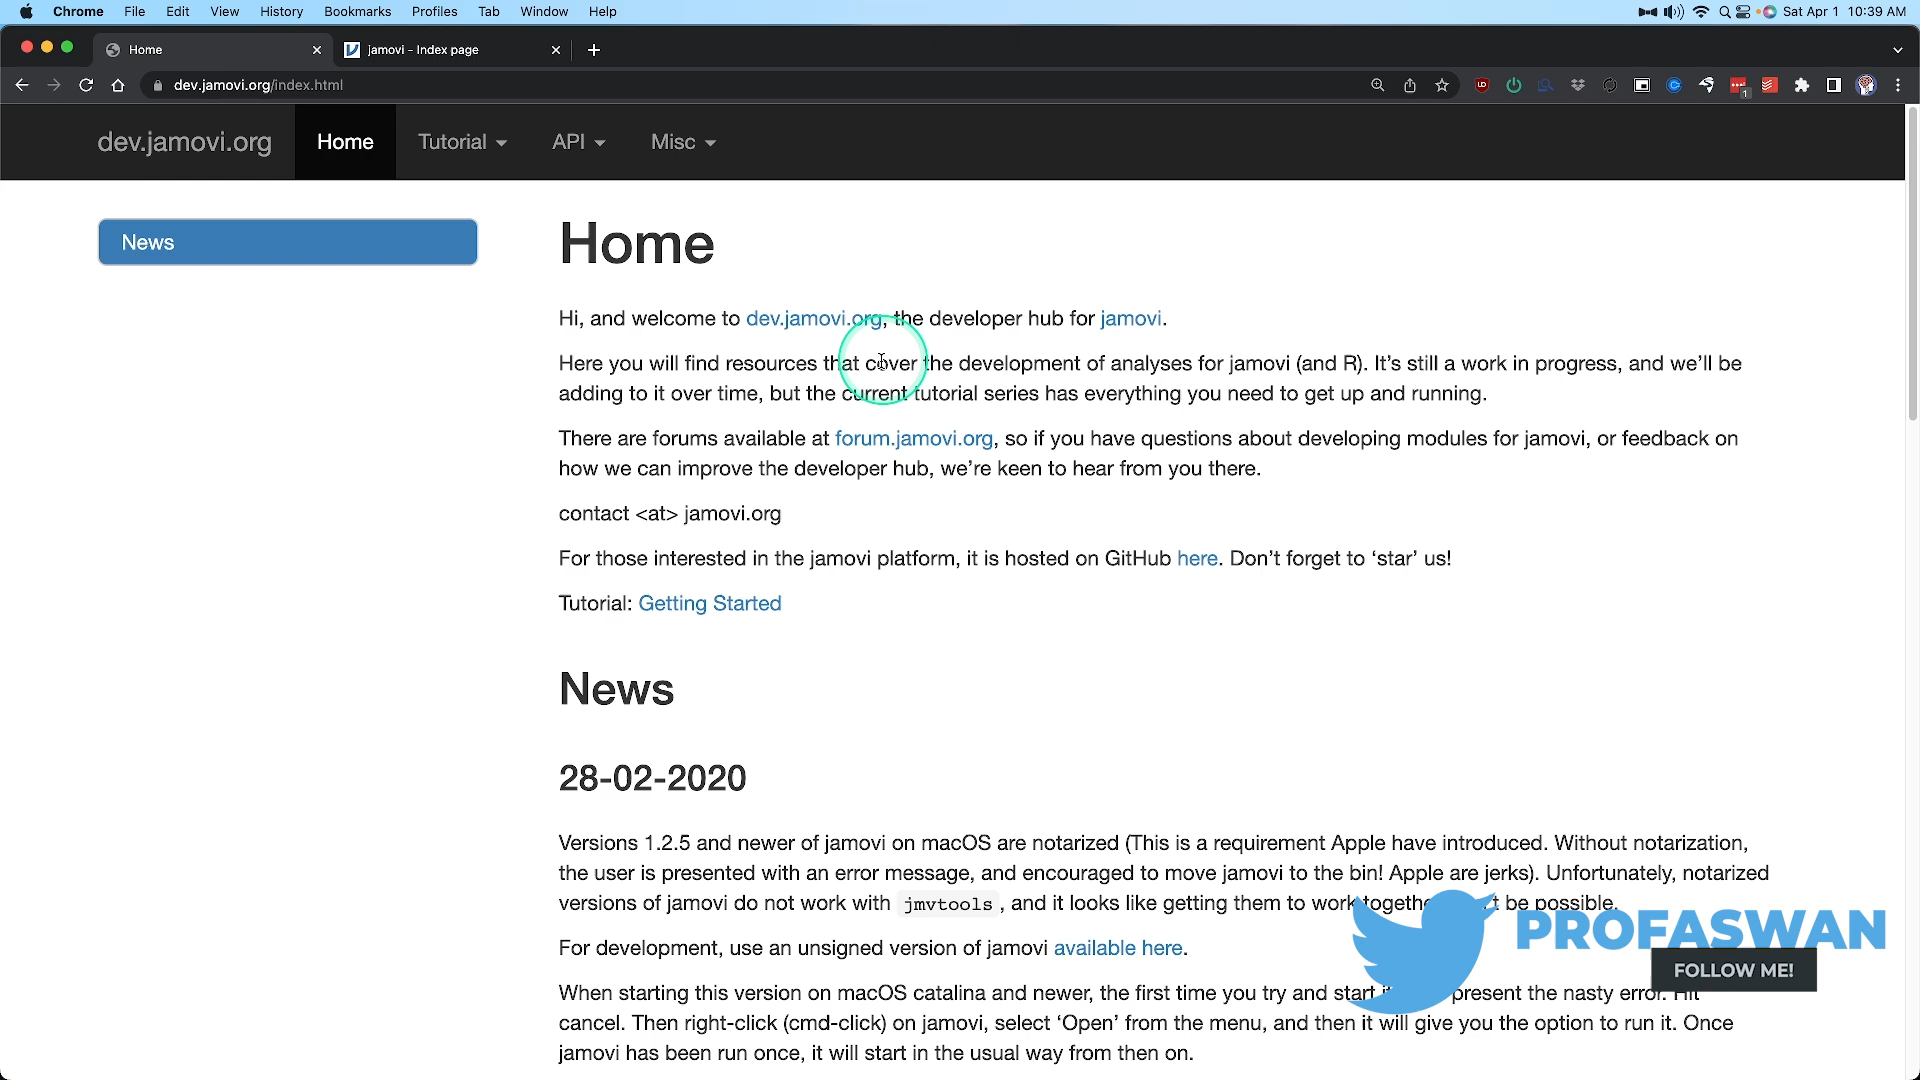 Chrome File Edit View History Bookmarks Profiles Tab Window Help Sat Apr 1 10:39 AM
Home jamovi - Index page
dev.jamovi.org/index.html
1
dev.jamovi.org Home Tutorial API Misc
News
Home
Hi, and welcome to dev.jamovi.org, the developer hub for jamovi.
Here you will find resources that cover the development of analyses for jamovi (and R). It’s still a work in progress, and we’ll be
adding to it over time, but the current tutorial series has everything you need to get up and running.
There are forums available at forum.jamovi.org, so if you have questions about developing modules for jamovi, or feedback on
how we can improve the developer hub, we’re keen to hear from you there.
contact <at> jamovi.org
For those interested in the jamovi platform, it is hosted on GitHub here. Don’t forget to ‘star’ us!
Tutorial: Getting Started
News
28-02-2020
Versions 1.2.5 and newer of jamovi on macOS are notarized (This is a requirement Apple have introduced. Without notarization,
the user is presented with an error message, and encouraged to move jamovi to the bin! Apple are jerks). Unfortunately, notarized
versions of jamovi do not work with jmvtools, and it looks like getting them to work be possible.
For development, use an unsigned version of jamovi available here.
When starting this version on macOS catalina and newer, the first time you try and start present the nasty error. Hit
cancel. Then right-click (cmd-click) on jamovi, select ‘Open’ from the menu, and then it will give you the option to run it. Once
jamovi has been run once, it will start in the usual way from then on.
PROFASWAN
FOLLOW ME!